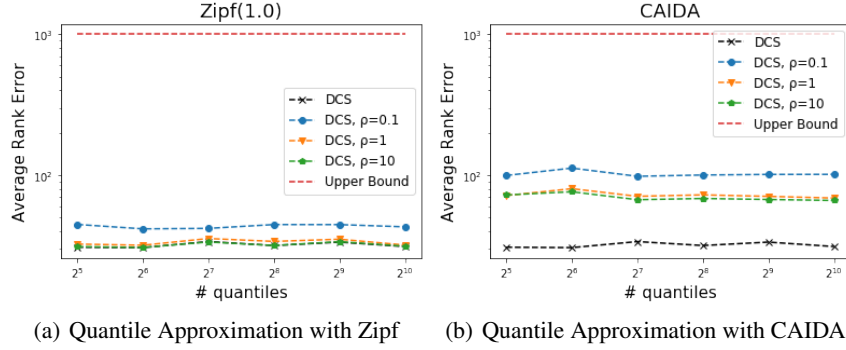 Zipf(1.0)
10³
10²
Average Rank Error
DCS
DCS, ρ=0.1
DCS, ρ=1
DCS, ρ=10
Upper Bound
2⁵ 2⁶ 2⁷ 2⁸ 2⁹ 2¹⁰
# quantiles
(a) Quantile Approximation with Zipf
CAIDA
10³
10²
Average Rank Error
DCS
DCS, ρ=0.1
DCS, ρ=1
DCS, ρ=10
Upper Bound
2⁵ 2⁶ 2⁷ 2⁸ 2⁹ 2¹⁰
# quantiles
(b) Quantile Approximation with CAIDA